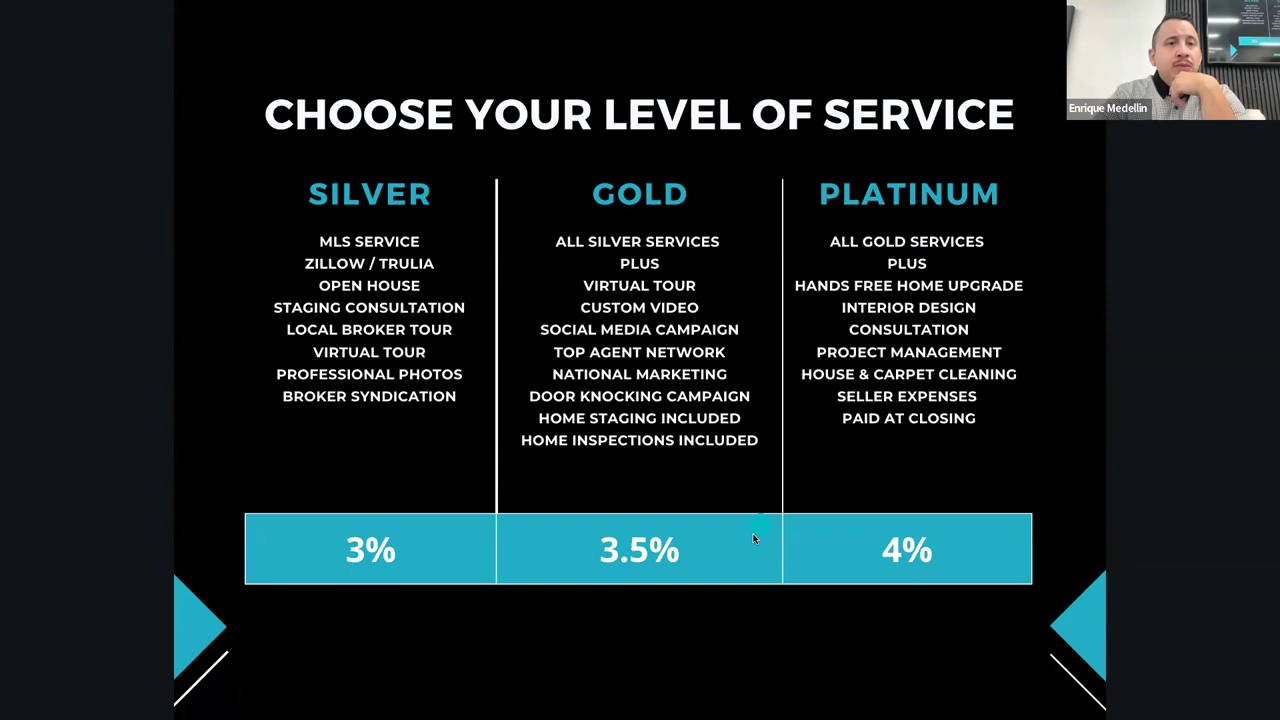 CHOOSE YOUR LEVEL OF SERVICE
SILVER
MLS SERVICE
ZILLOW / TRULIA
OPEN HOUSE
STAGING CONSULTATION
LOCAL BROKER TOUR
VIRTUAL TOUR
PROFESSIONAL PHOTOS
BROKER SYNDICATION
3%
GOLD
ALL SILVER SERVICES
PLUS
VIRTUAL TOUR
CUSTOM VIDEO
SOCIAL MEDIA CAMPAIGN
TOP AGENT NETWORK
NATIONAL MARKETING
DOOR KNOCKING CAMPAIGN
HOME STAGING INCLUDED
HOME INSPECTIONS INCLUDED
3.5%
PLATINUM
ALL GOLD SERVICES
PLUS
HANDS FREE HOME UPGRADE
INTERIOR DESIGN
CONSULTATION
PROJECT MANAGEMENT
HOUSE & CARPET CLEANING
SELLER EXPENSES
PAID AT CLOSING
4%
Enrique Medellin